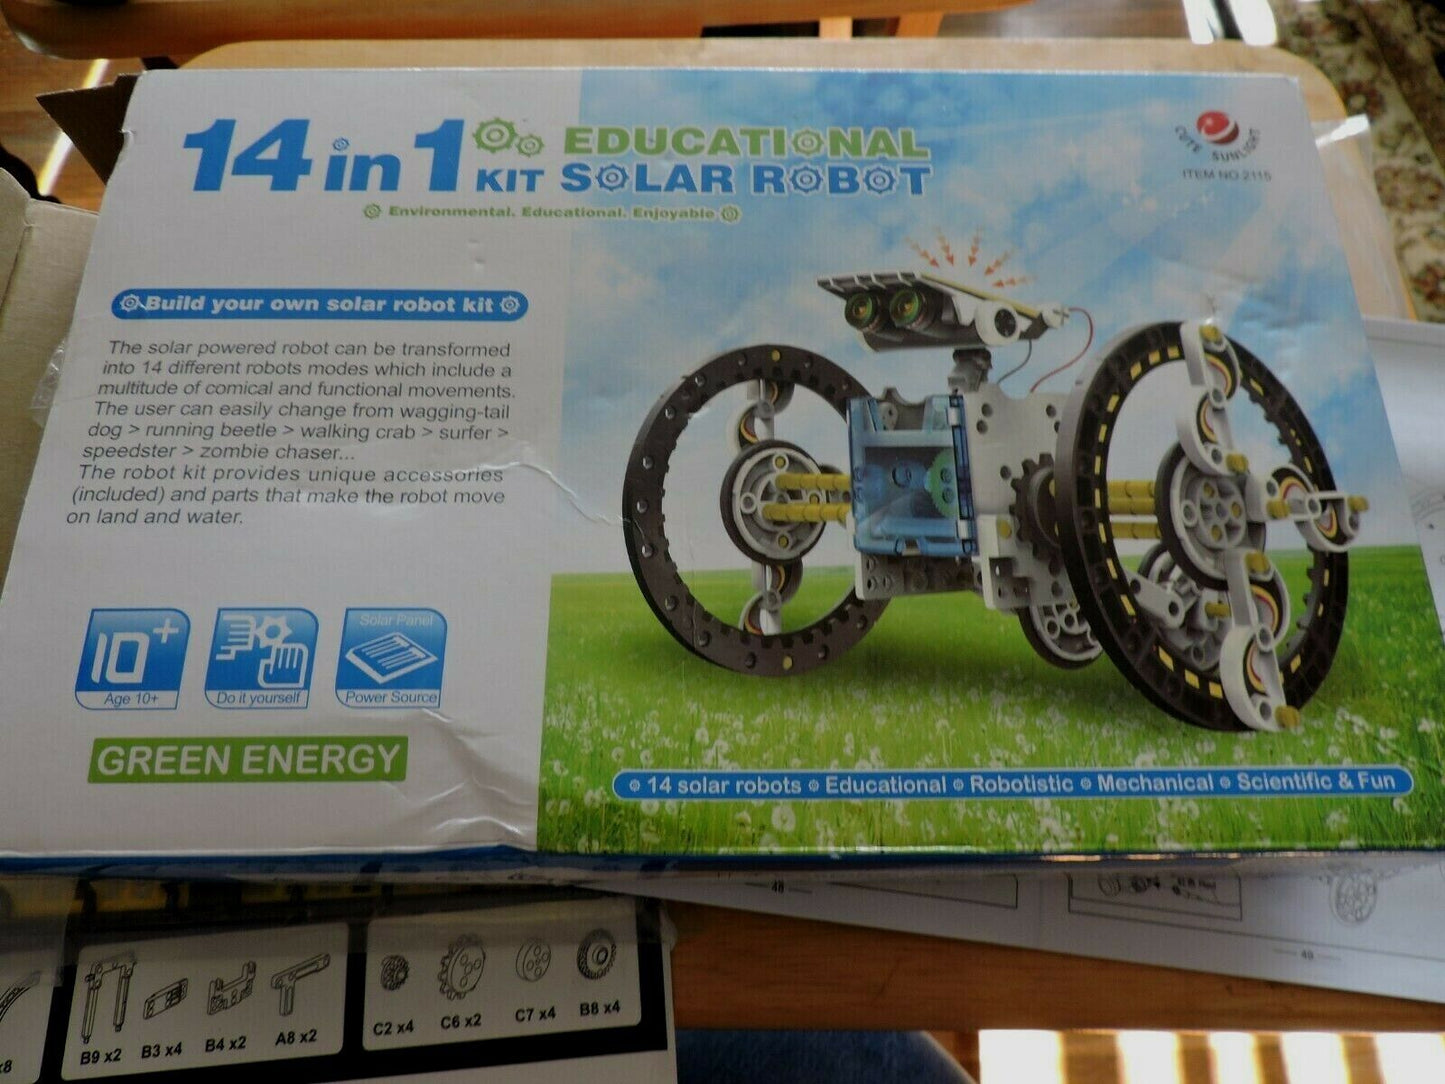 14 in 1 KIT EDUCATIONAL
SOLAR ROBOT
Environmental. Educational. Enjoyable
CUTE SUNLIGHT
ITEM NO.2115
Build your own solar robot kit
The solar powered robot can be transformed
into 14 different robots modes which include a
multitude of comical and functional movements.
The user can easily change from wagging-tail
dog > running beetle > walking crab > surfer >
speedster > zombie chaser...
The robot kit provides unique accessories
(included) and parts that make the robot move
on land and water.
10+
Age 10+
Do it yourself
Solar Panel
Power Source
GREEN ENERGY
14 solar robots Educational Robotistic Mechanical Scientific & Fun
48
49
x8
B9 x2
B3 x4
B4 x2
A8 x2
C2 x4
C6 x2
C7 x4
B8 x4